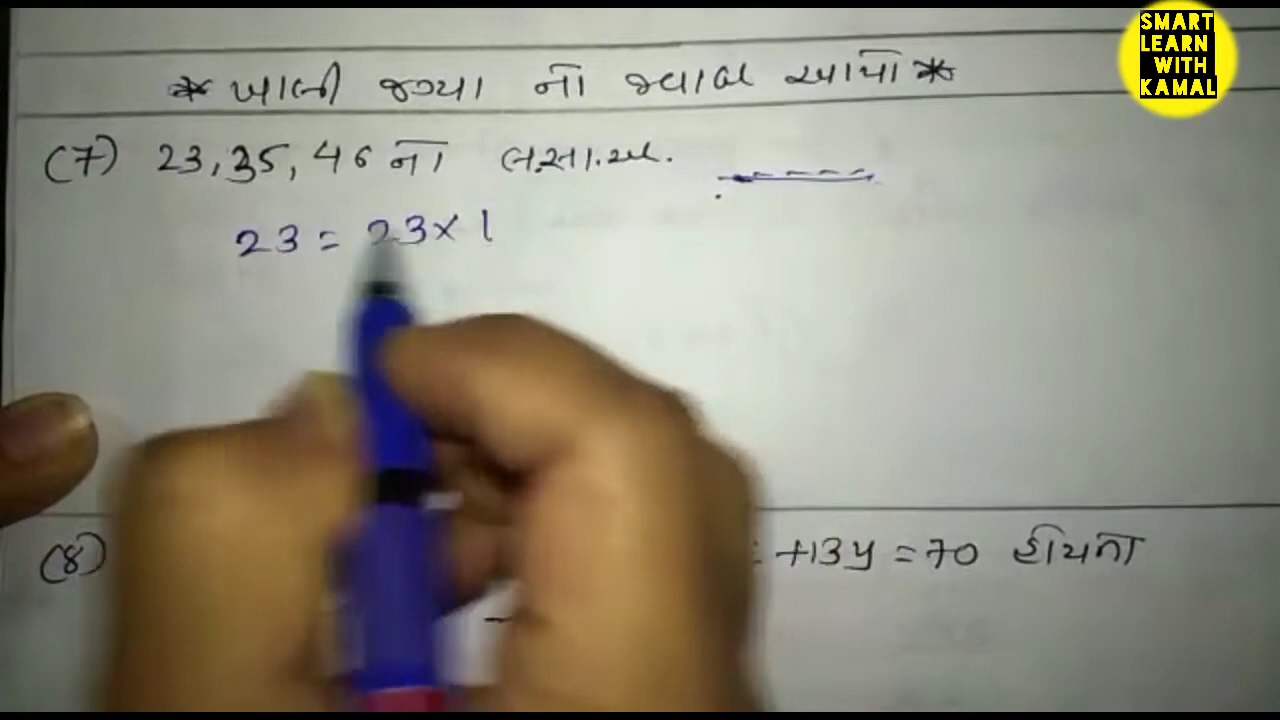 SMART
LEARN
WITH
KAMAL
* ખાલી જગ્યા ના જવાબ આપો *
(7) 23, 35, 46 ના લ.સા.અ.
23 = 23 × 1
(8) +13y = 70 હોયતા